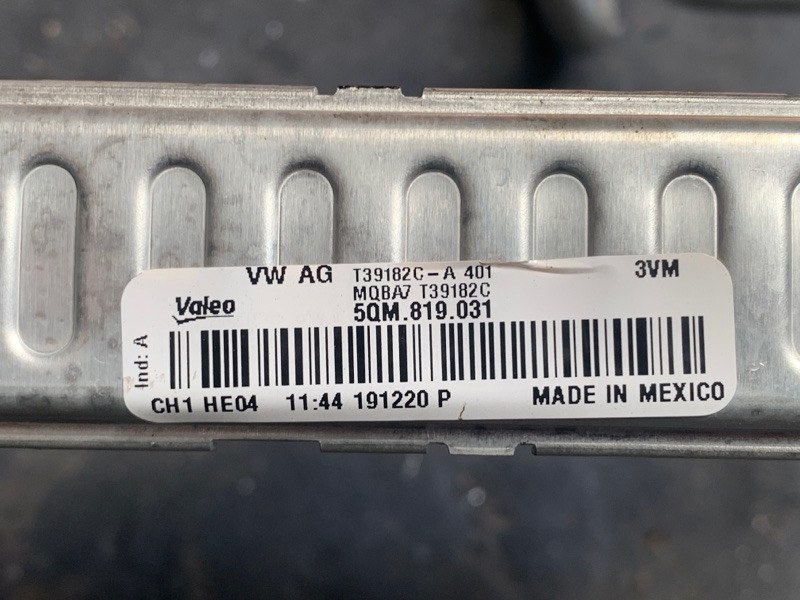 VW AG T39182C-A 401 3VM
MQBA7 T39182C
Valeo 5QM.819.031
Ind: A
CH1 HE04 11:44 191220 P MADE IN MEXICO